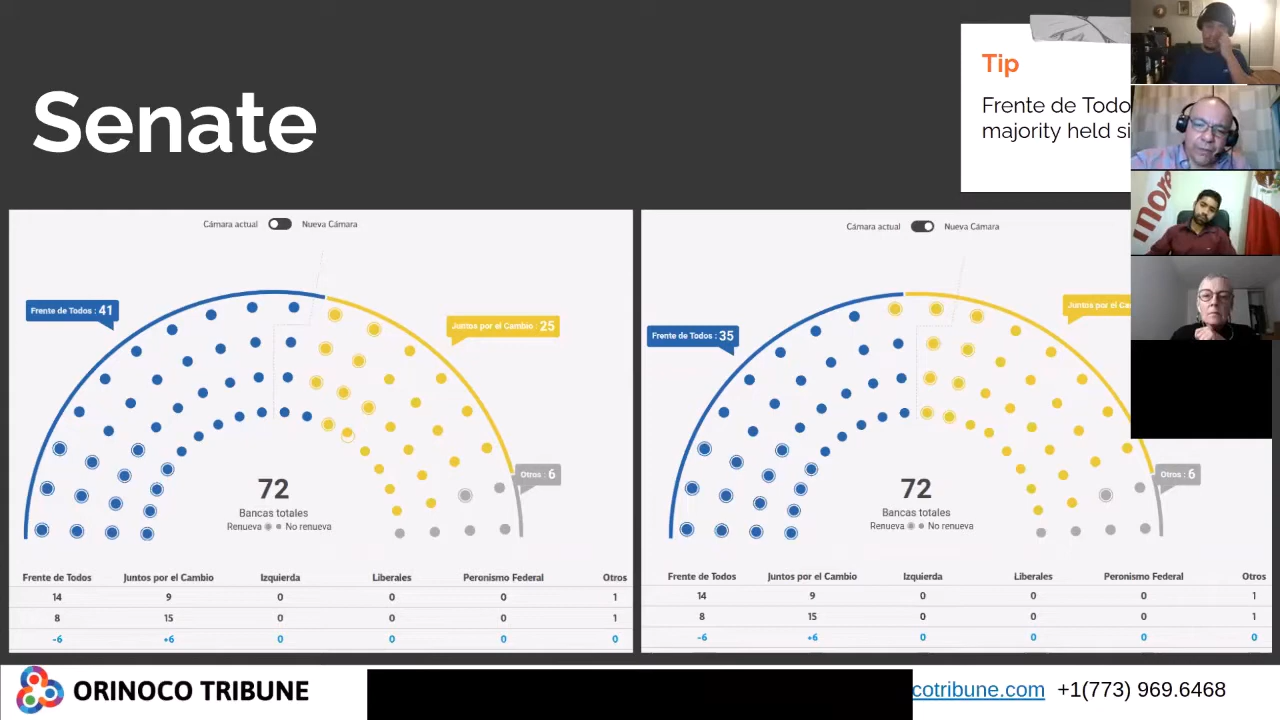 Senate
Tip
Frente de Todo
majority held si
Cámara actual Nueva Cámara
Frente de Todos : 41
Juntos por el Cambio : 25
Otros : 6
72
Bancas totales
Renueva No renueva
Frente de Todos Juntos por el Cambio Izquierda Liberales Peronismo Federal Otros
14 9 0 0 0 1
8 15 0 0 0 1
-6 +6 0 0 0 0
Cámara actual Nueva Cámara
Frente de Todos : 35
Juntos por el Ca
Otros : 6
72
Bancas totales
Renueva No renueva
Frente de Todos Juntos por el Cambio Izquierda Liberales Peronismo Federal Otros
14 9 0 0 0 1
8 15 0 0 0 1
-6 +6 0 0 0 0
more
ORINOCO TRIBUNE
cotribune.com +1(773) 969.6468